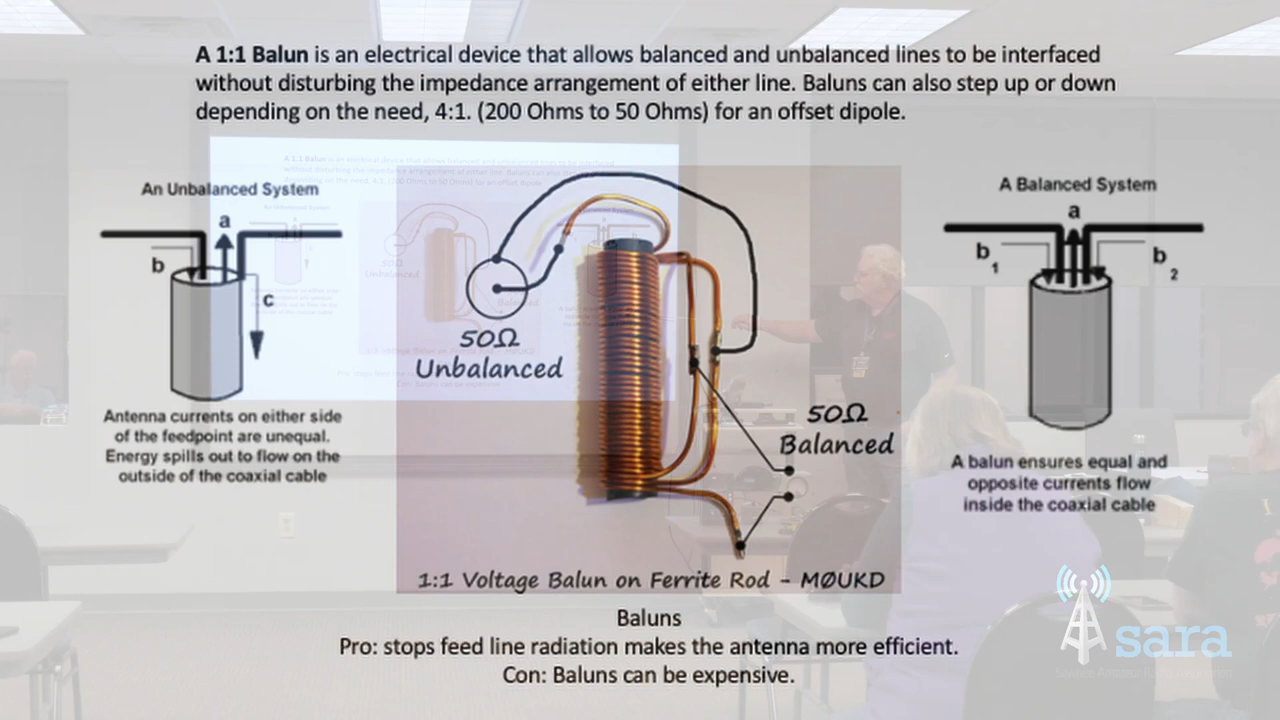 A 1:1 Balun is an electrical device that allows balanced and unbalanced lines to be interfaced
without disturbing the impedance arrangement of either line. Baluns can also step up or down
depending on the need, 4:1. (200 Ohms to 50 Ohms) for an offset dipole.
An Unbalanced System
a
b
c
Antenna currents on either side
of the feedpoint are unequal.
Energy spills out to flow on the
outside of the coaxial cable
50Ω
Unbalanced
50Ω
Balanced
1:1 Voltage Balun on Ferrite Rod - MØUKD
A Balanced System
a
b1
b2
A balun ensures equal and
opposite currents flow
inside the coaxial cable
Baluns
Pro: stops feed line radiation makes the antenna more efficient.
Con: Baluns can be expensive.
sara